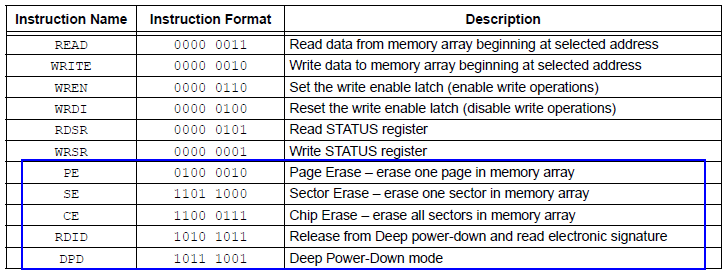 Instruction Name Instruction Format Description
READ 0000 0011 Read data from memory array beginning at selected address
WRITE 0000 0010 Write data to memory array beginning at selected address
WREN 0000 0110 Set the write enable latch (enable write operations)
WRDI 0000 0100 Reset the write enable latch (disable write operations)
RDSR 0000 0101 Read STATUS register
WRSR 0000 0001 Write STATUS register
PE 0100 0010 Page Erase – erase one page in memory array
SE 1101 1000 Sector Erase – erase one sector in memory array
CE 1100 0111 Chip Erase – erase all sectors in memory array
RDID 1010 1011 Release from Deep power-down and read electronic signature
DPD 1011 1001 Deep Power-Down mode